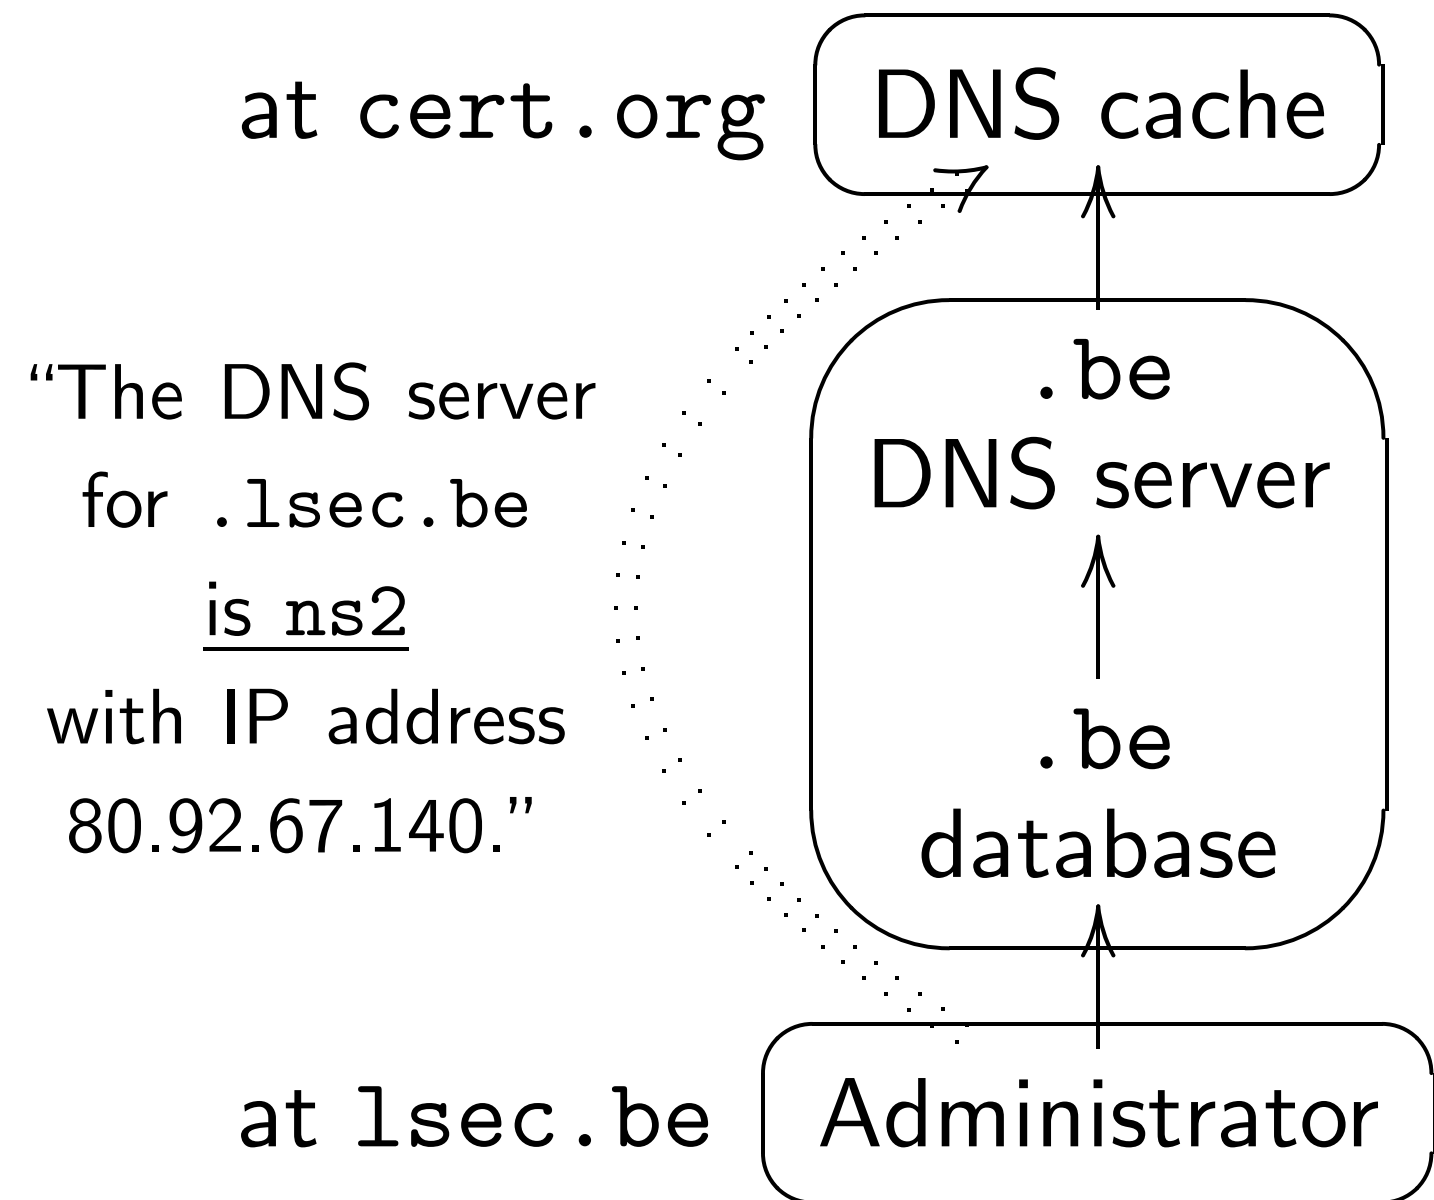 at cert.org DNS cache
“The DNS server
for .lsec.be
is ns2
with IP address
80.92.67.140.”
.be
DNS server
.be
database
at lsec.be Administrator